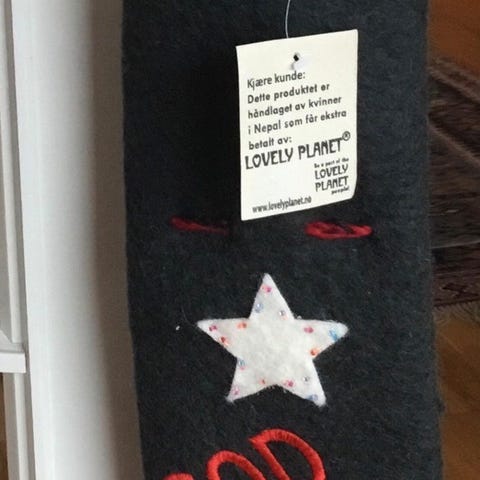 Kjære kunde:
Dette produktet er
håndlaget av kvinner
i Nepal som får ekstra
betalt av:
LOVELY PLANET®
Be a part of the
LOVELY
PLANET
people!
www.lovelyplanet.no